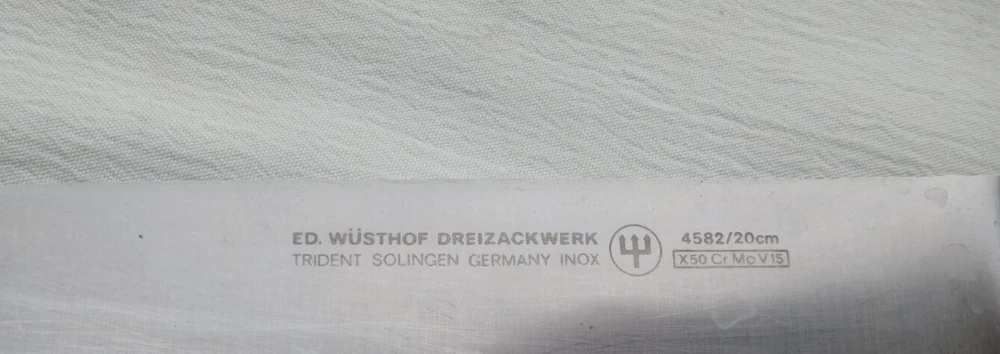 ED. WÜSTHOF DREIZACKWERK
TRIDENT SOLINGEN GERMANY INOX
4582/20cm
X50 Cr Mo V 15